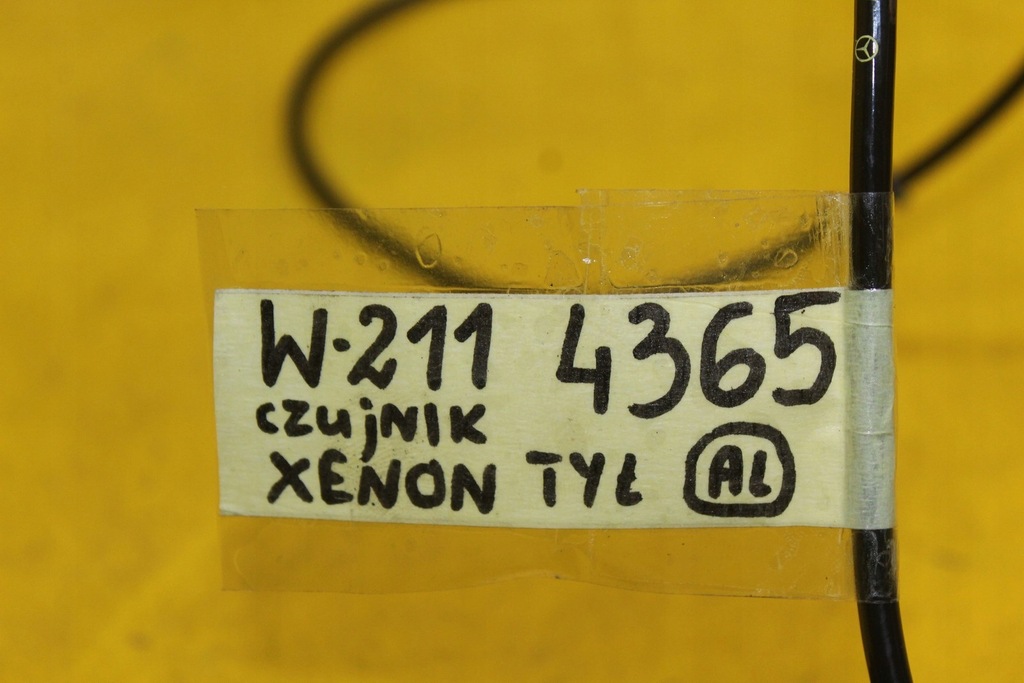 W-211 4365
czujnik
XENON TYŁ AL